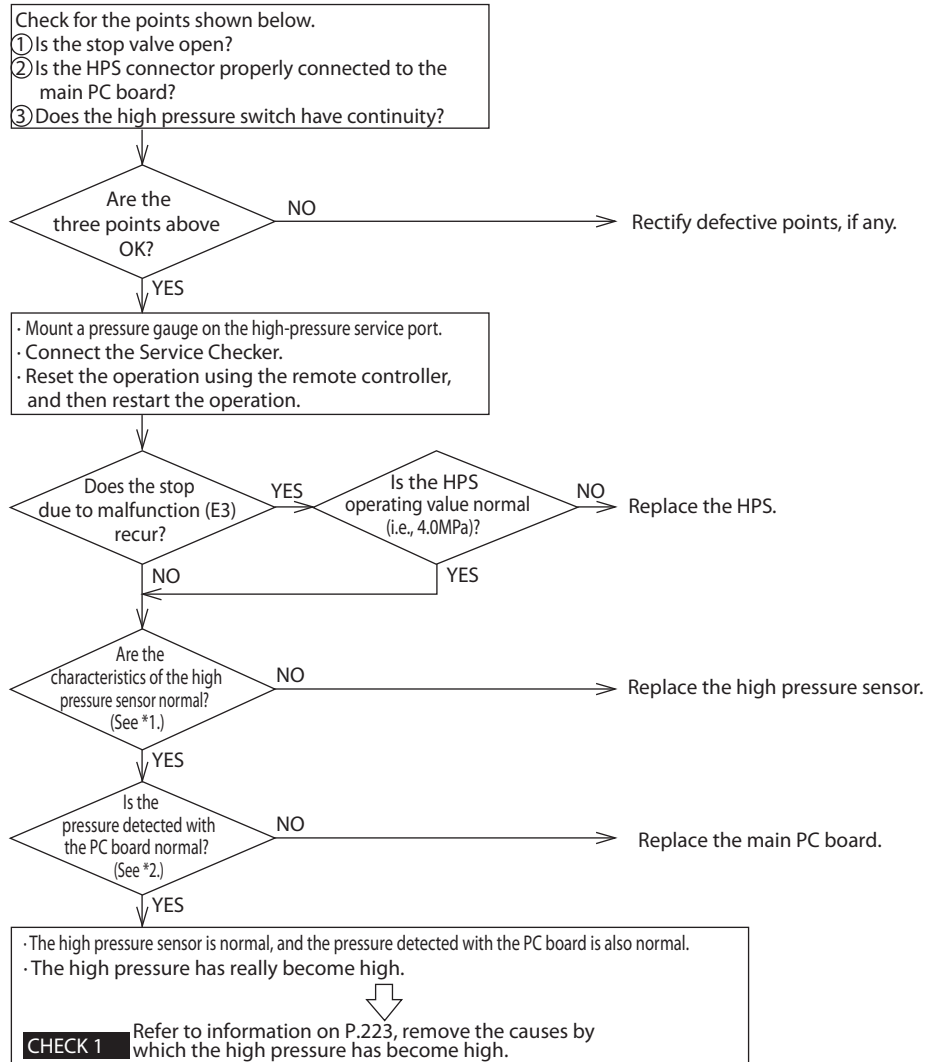 Check for the points shown below.
①Is the stop valve open?
②Is the HPS connector properly connected to the
main PC board?
③Does the high pressure switch have continuity?
Are the
three points above
OK?
NO
Rectify defective points, if any.
YES
· Mount a pressure gauge on the high-pressure service port.
· Connect the Service Checker.
· Reset the operation using the remote controller,
and then restart the operation.
Does the stop
due to malfunction (E3)
recur?
YES
Is the HPS
operating value normal
(i.e., 4.0MPa)?
NO
Replace the HPS.
NO
YES
Are the
characteristics of the high
pressure sensor normal?
(See *1.)
NO
Replace the high pressure sensor.
YES
Is the
pressure detected with
the PC board normal?
(See *2.)
NO
Replace the main PC board.
YES
· The high pressure sensor is normal, and the pressure detected with the PC board is also normal.
· The high pressure has really become high.
CHECK 1
Refer to information on P.223, remove the causes by
which the high pressure has become high.